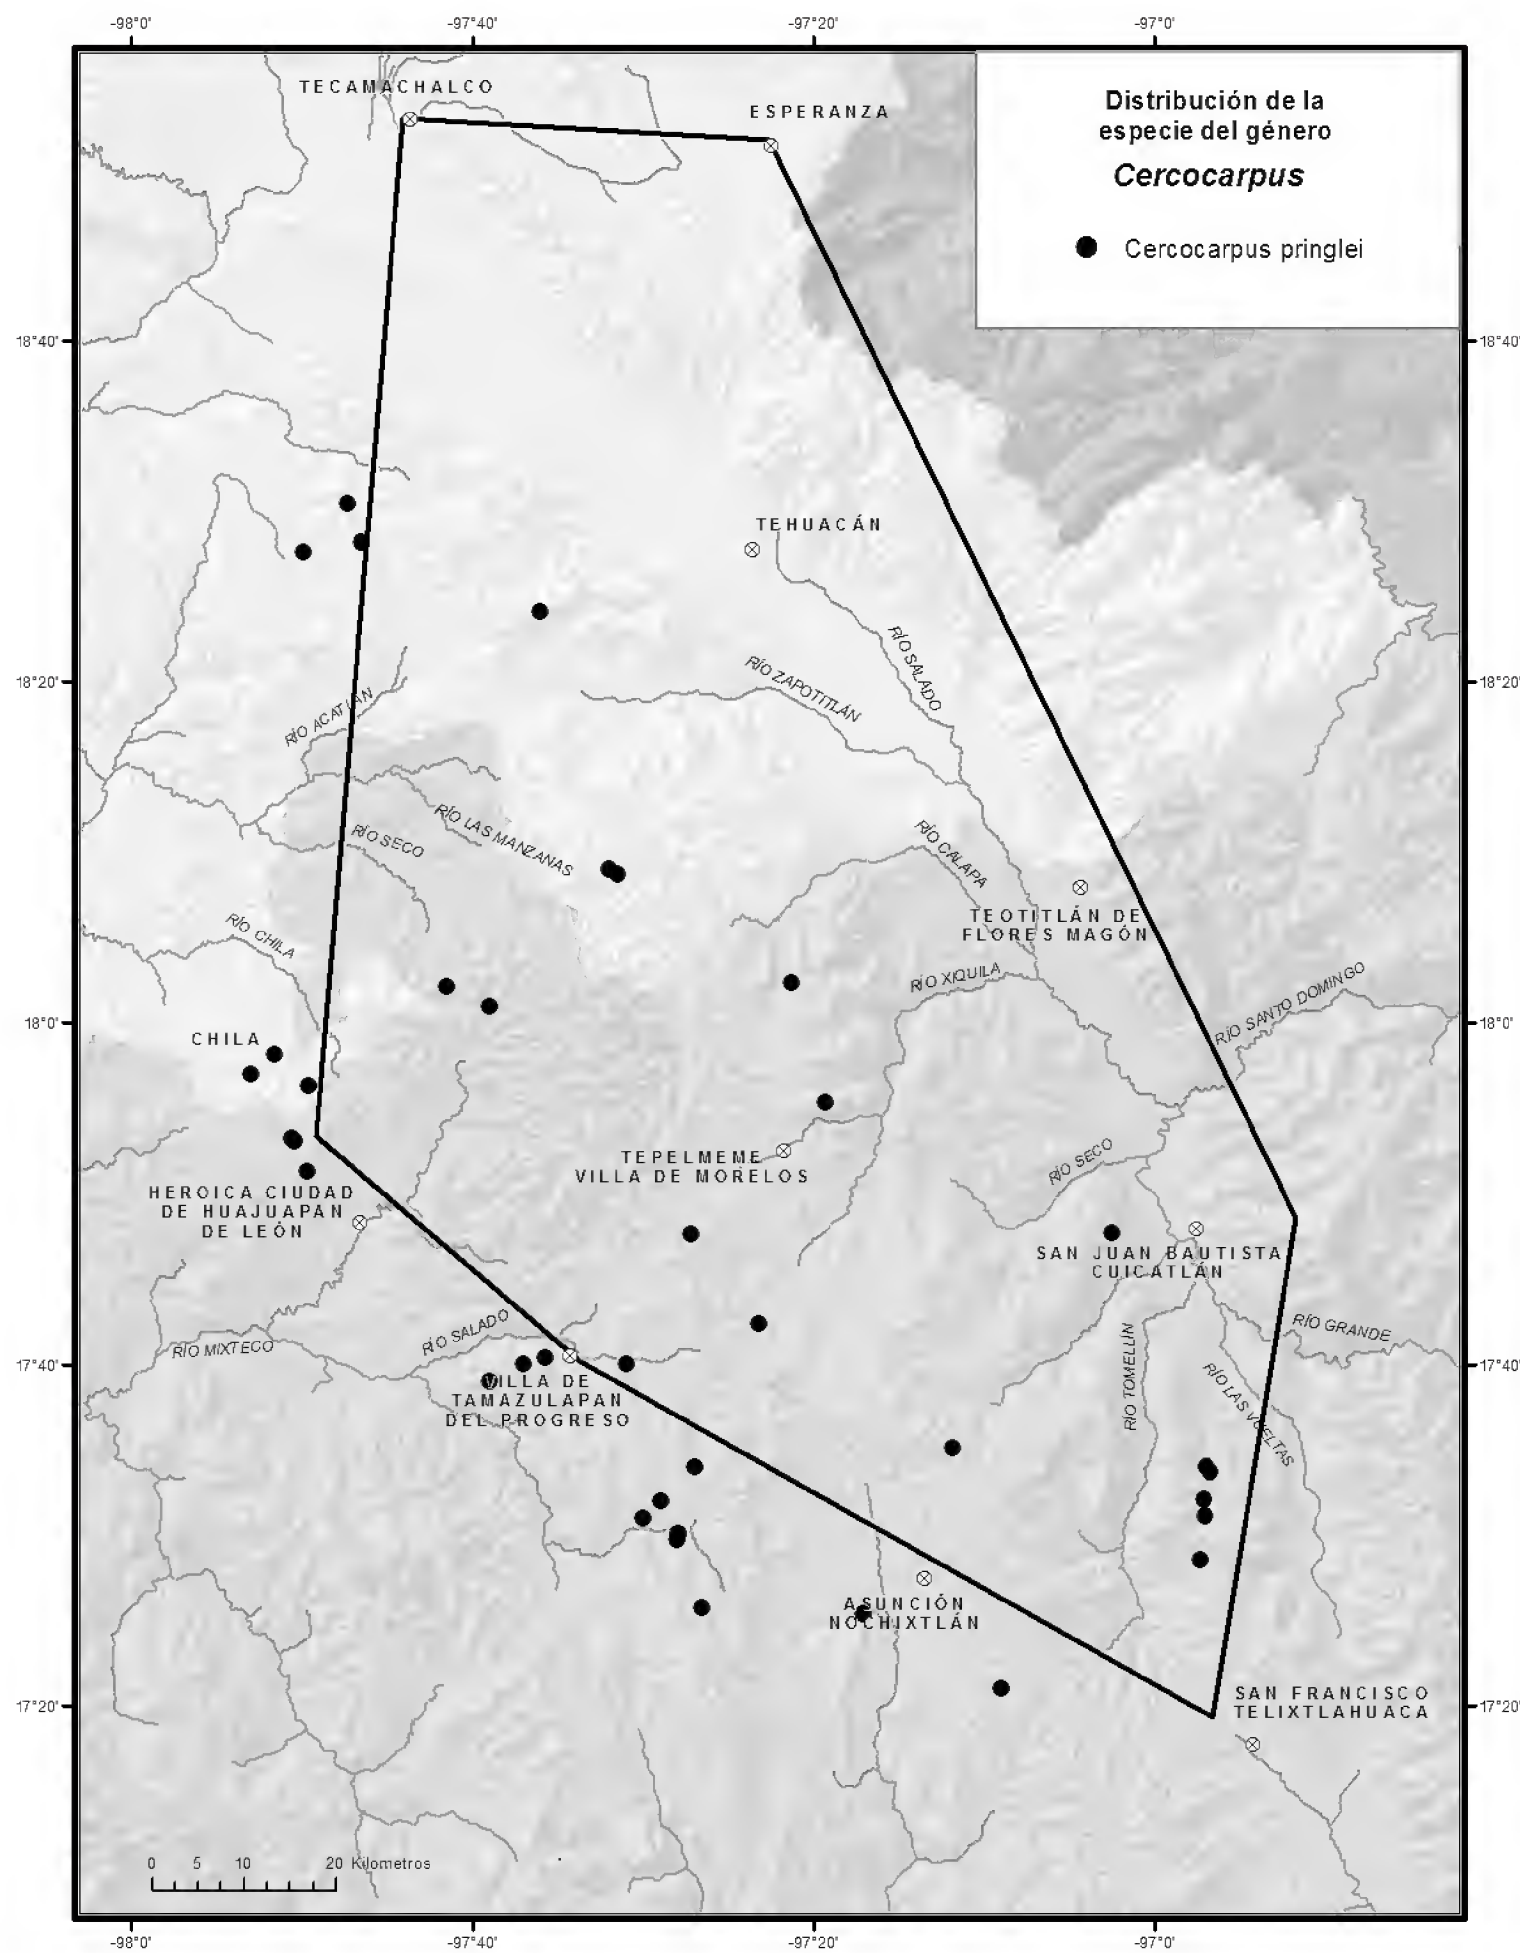 -98°0'
-97°40'
-97°20'
-97°0'
TECAMACHALCO
ESPERANZA
Distribución de la
especie del género
Cercocarpus
Cercocarpus pringlei
18°40'
18°40'
TEHUACÁN
RÍO SALADO
RÍO ZAPOTITLÁN
18°20'
18°20'
RÍO ACATLÁN
RÍO LAS MANZANAS
RÍO SECO
RÍO CALAPA
TEOTITLÁN DE
FLORES MAGÓN
RÍO CHILA
RÍO XIQUILA
RÍO SANTO DOMINGO
18°0'
18°0'
CHILA
TEPELMEME
VILLA DE MORELOS
RÍO SECO
HEROICA CIUDAD
DE HUAJUAPAN
DE LEÓN
SAN JUAN BAUTISTA
CUICATLÁN
RÍO SALADO
RÍO MIXTECO
RÍO GRANDE
RÍO TOMELLÍN
RÍO LAS VUELTAS
17°40'
17°40'
VILLA DE
TAMAZULAPAN
DEL PROGRESO
ASUNCIÓN
NOCHIXTLÁN
SAN FRANCISCO
TELIXTLAHUACA
17°20'
17°20'
0 5 10 20 Kilometros
-98°0'
-97°40'
-97°20'
-97°0'